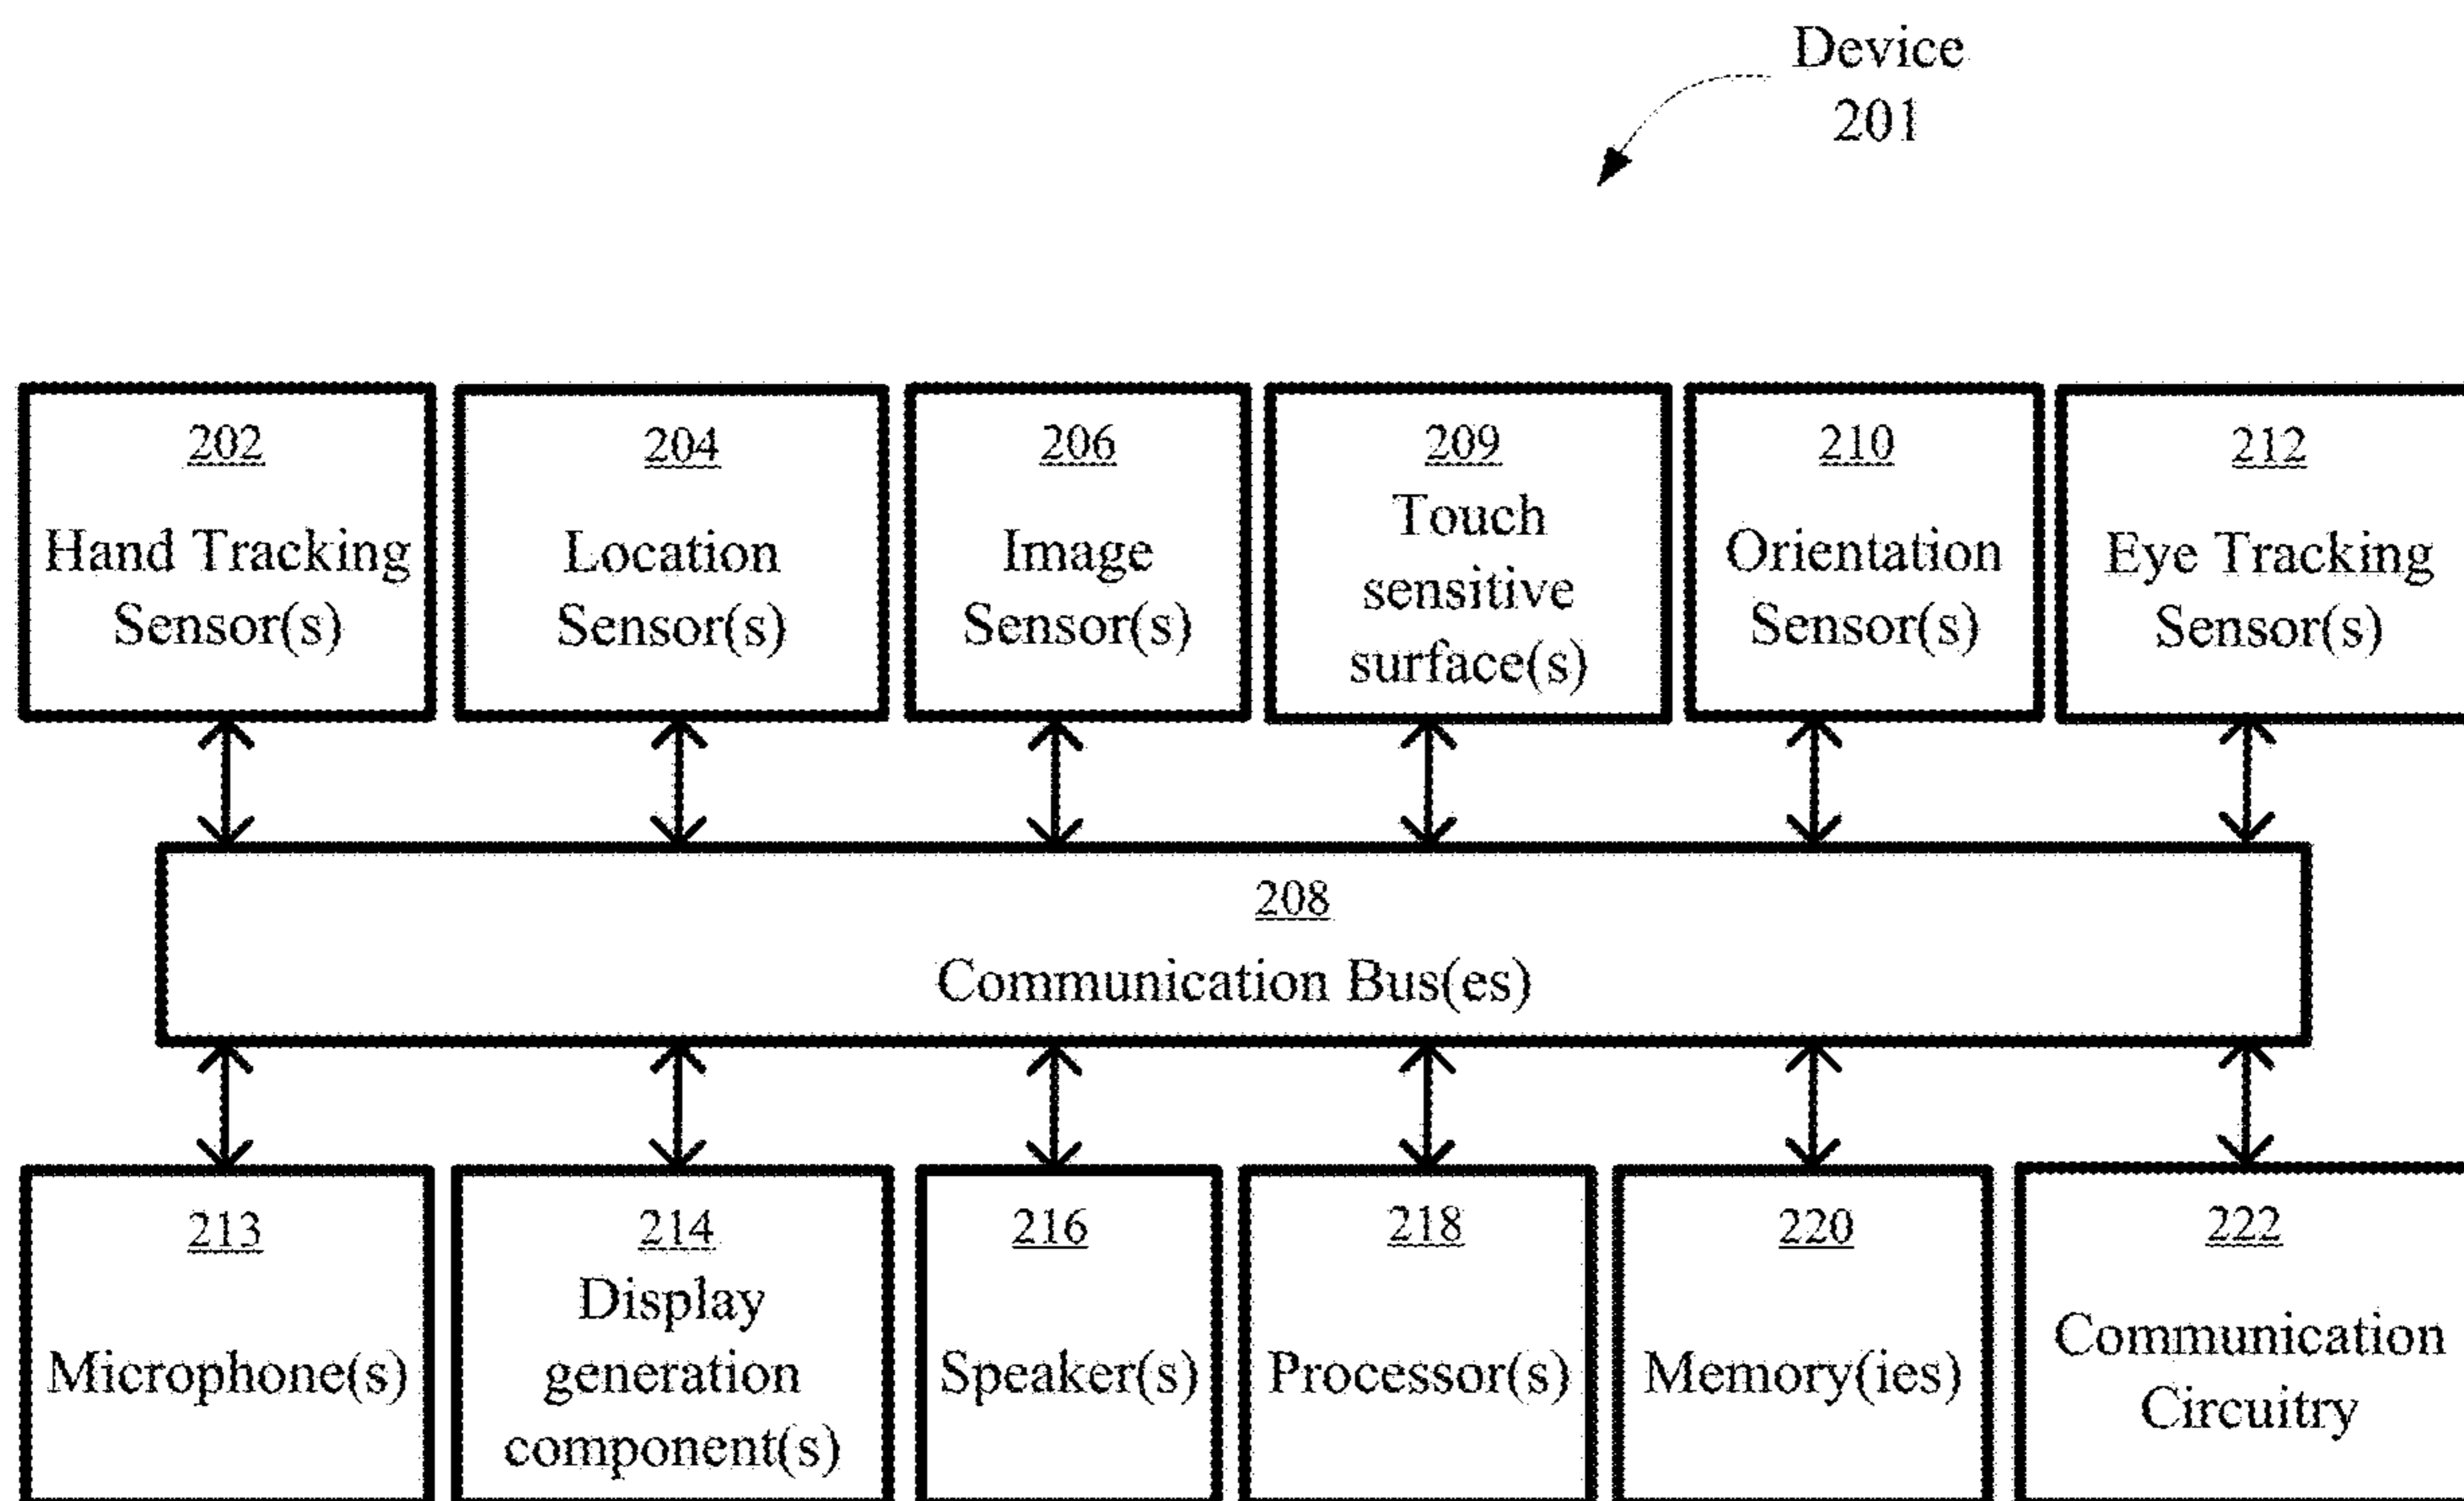 Device
201
202
Hand Tracking
Sensor(s)
204
Location
Sensor(s)
206
Image
Sensor(s)
209
Touch
sensitive
surface(s)
210
Orientation
Sensor(s)
212
Eye Tracking
Sensor(s)
208
Communication Bus(es)
213
Microphone(s)
214
Display
generation
component(s)
216
Speaker(s)
218
Processor(s)
220
Memory(ies)
222
Communication
Circuitry